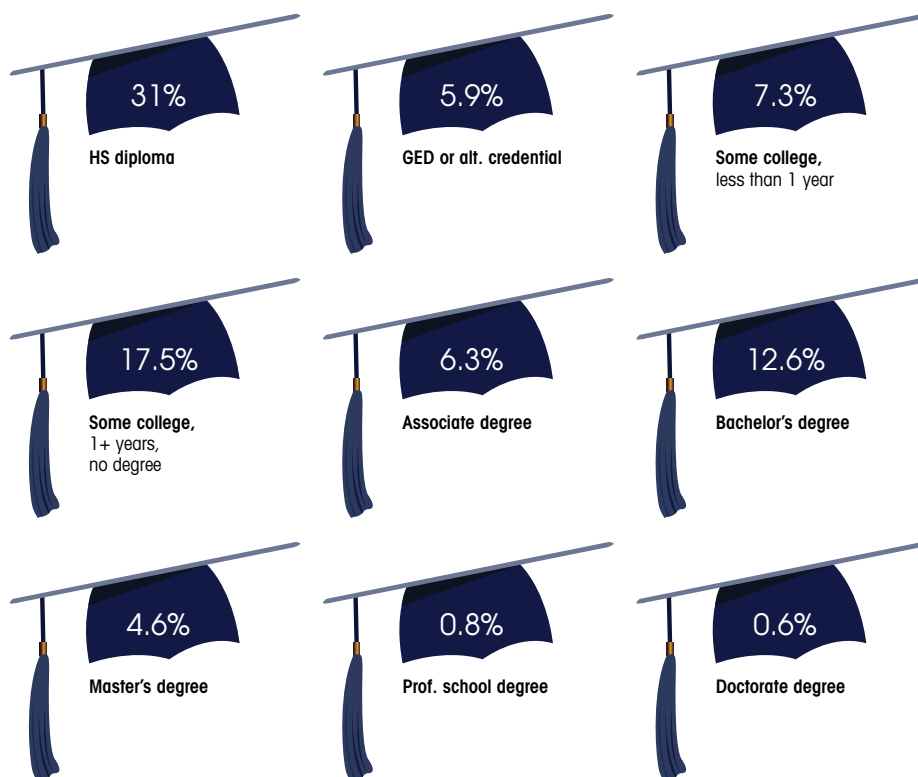 31%
HS diploma
5.9%
GED or alt. credential
7.3%
Some college,
less than 1 year
17.5%
Some college,
1+ years,
no degree
6.3%
Associate degree
12.6%
Bachelor’s degree
4.6%
Master’s degree
0.8%
Prof. school degree
0.6%
Doctorate degree